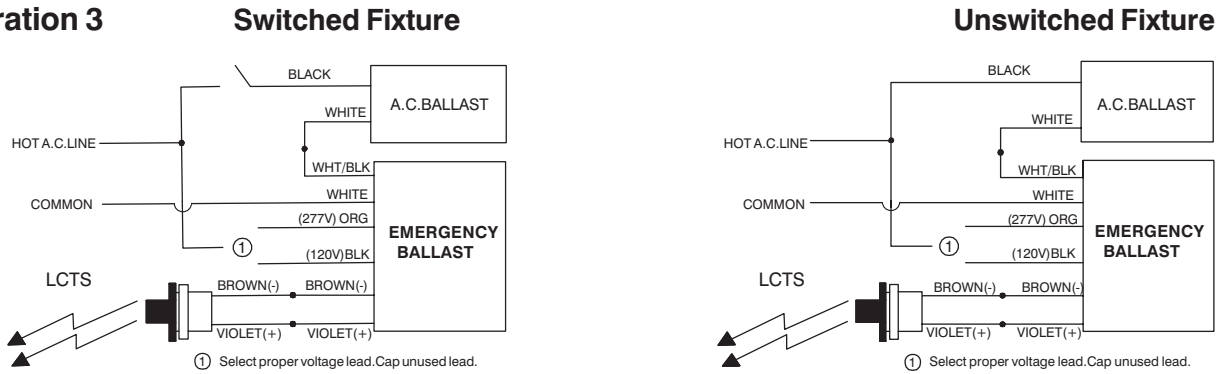 ration 3
Switched Fixture
BLACK
A.C.BALLAST
WHITE
HOT A.C.LINE
WHT/BLK
WHITE
COMMON
(277V) ORG
EMERGENCY
BALLAST
①
(120V)BLK
LCTS
BROWN(-) BROWN(-)
VIOLET(+) VIOLET(+)
① Select proper voltage lead.Cap unused lead.
Unswitched Fixture
BLACK
A.C.BALLAST
WHITE
HOT A.C.LINE
WHT/BLK
WHITE
COMMON
(277V) ORG
EMERGENCY
BALLAST
①
(120V)BLK
LCTS
BROWN(-) BROWN(-)
VIOLET(+) VIOLET(+)
① Select proper voltage lead.Cap unused lead.